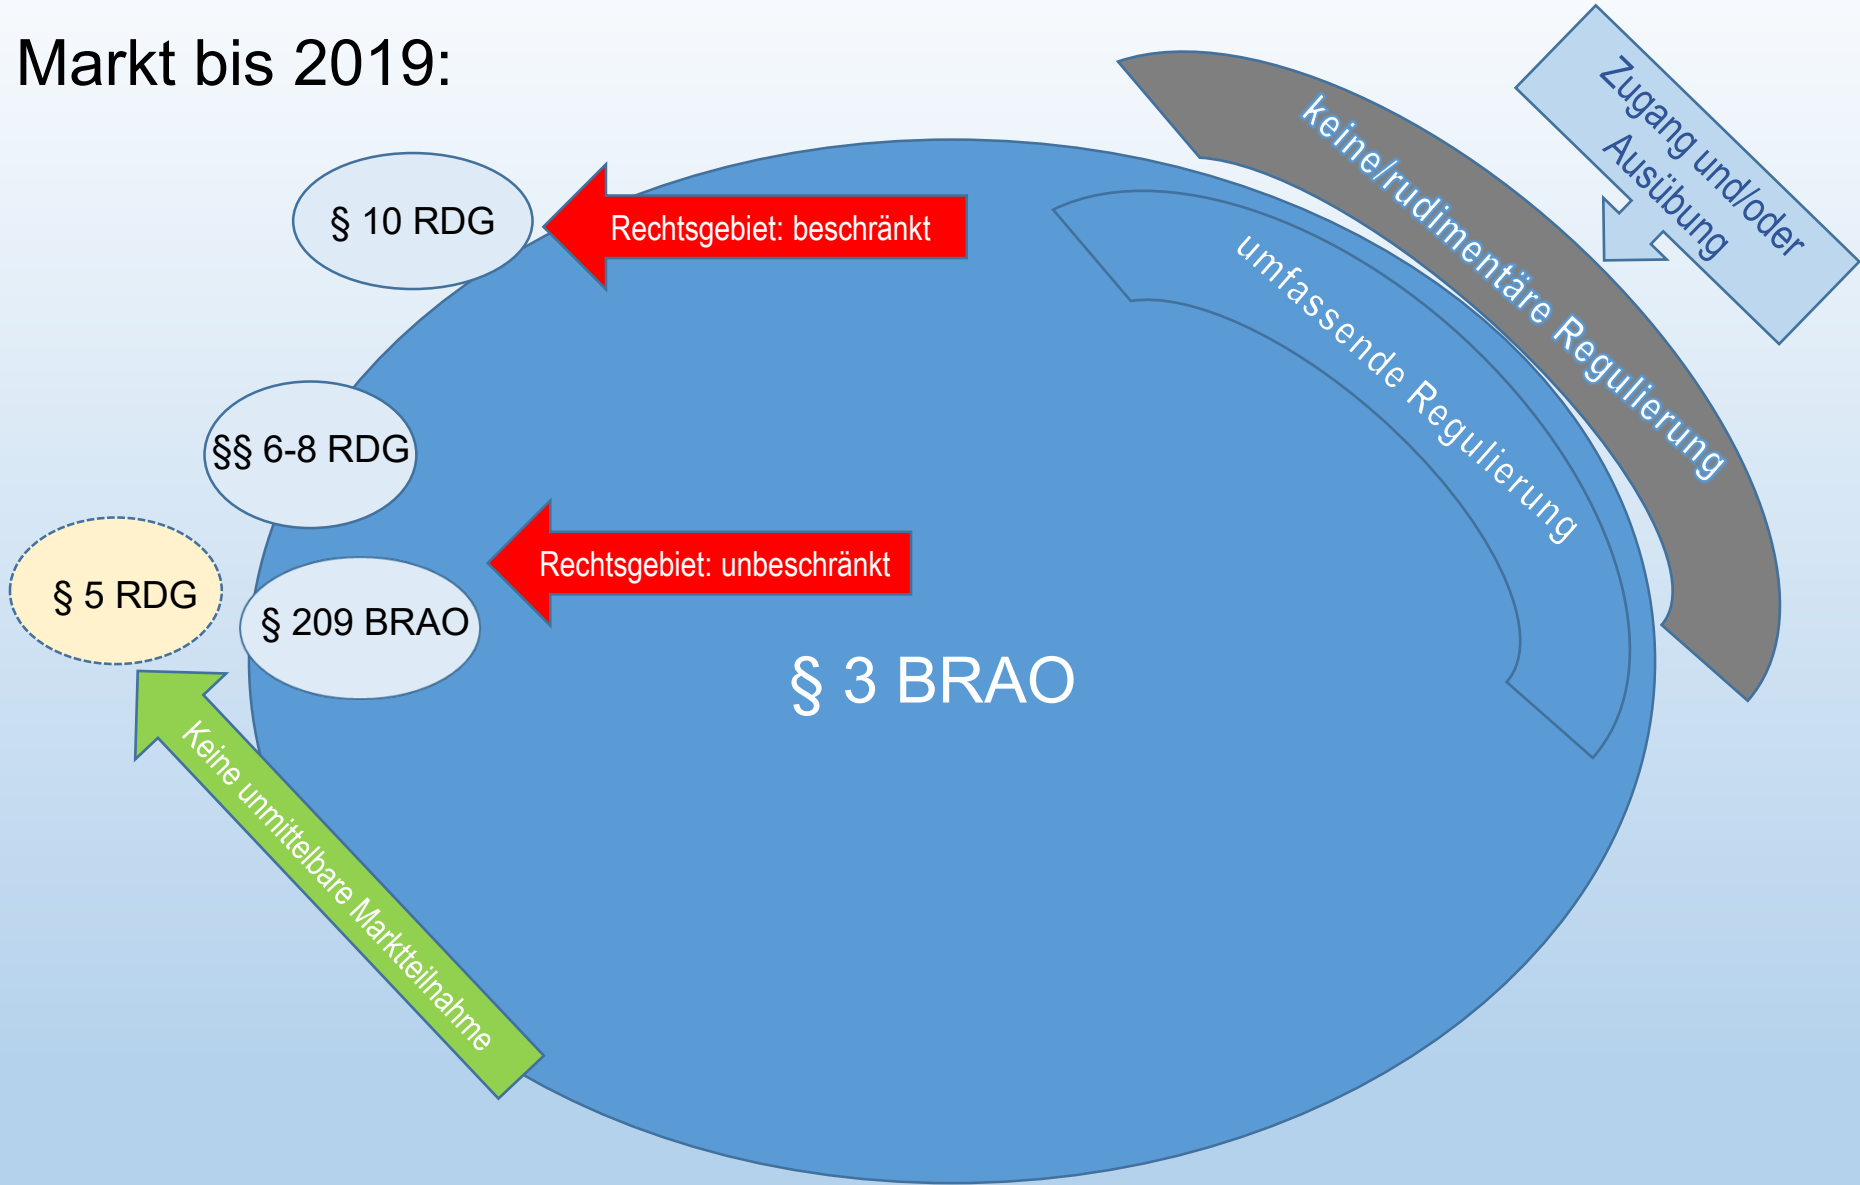 Markt bis 2019:
Zugang und/oder
Ausübung
keine/rudimentäre Regulierung
§ 10 RDG
Rechtsgebiet: beschränkt
umfassende Regulierung
§§ 6-8 RDG
Rechtsgebiet: unbeschränkt
§ 5 RDG
§ 209 BRAO
§ 3 BRAO
Keine unmittelbare Marktteilnahme